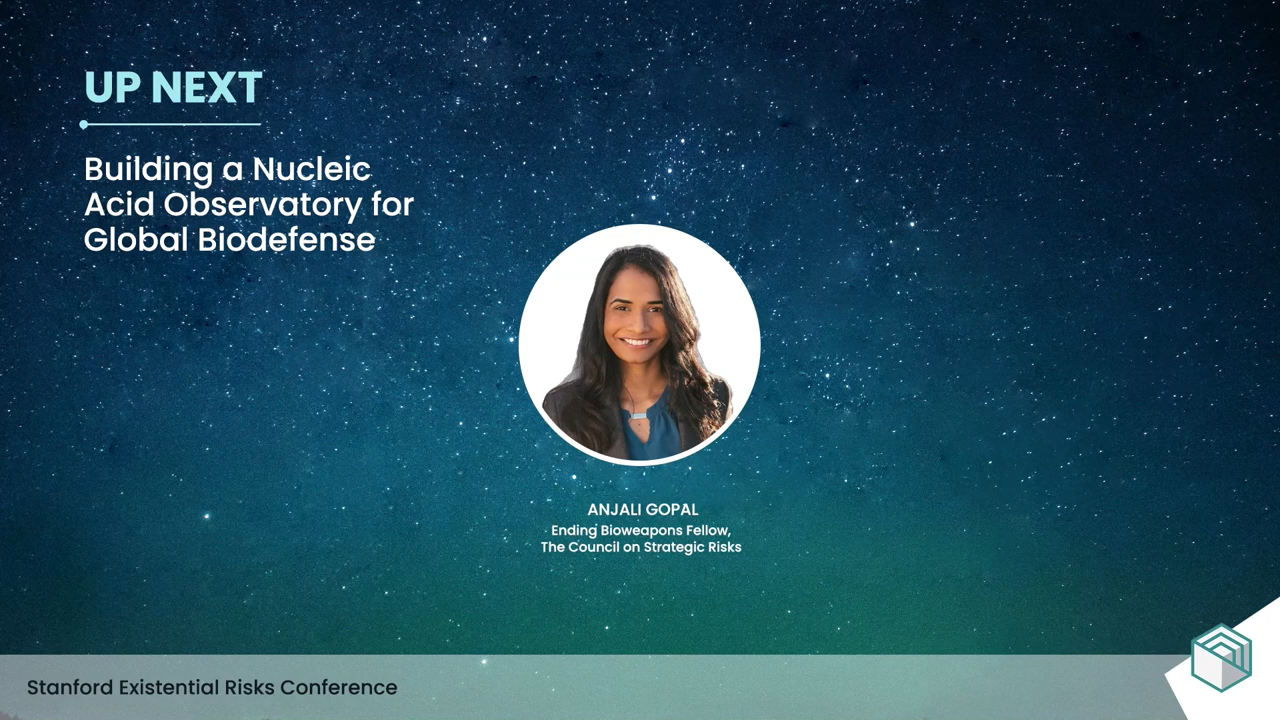 UP NEXT
Building a Nucleic
Acid Observatory for
Global Biodefense
ANJALI GOPAL
Ending Bioweapons Fellow,
The Council on Strategic Risks
Stanford Existential Risks Conference